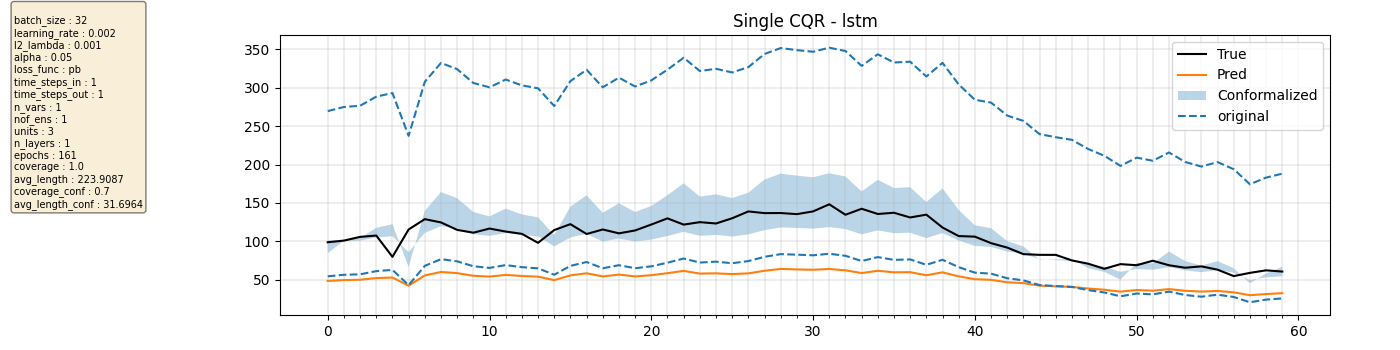 batch_size : 32
learning_rate : 0.002
l2_lambda : 0.001
alpha : 0.05
loss_func : pb
time_steps_in : 1
time_steps_out : 1
n_vars : 1
nof_ens : 1
units : 3
n_layers : 1
epochs : 161
coverage : 1.0
avg_length : 223.9087
coverage_conf : 0.7
avg_length_conf : 31.6964
Single CQR - lstm
350
300
250
200
150
100
50
0 10 20 30 40 50 60
True
Pred
Conformalized
original